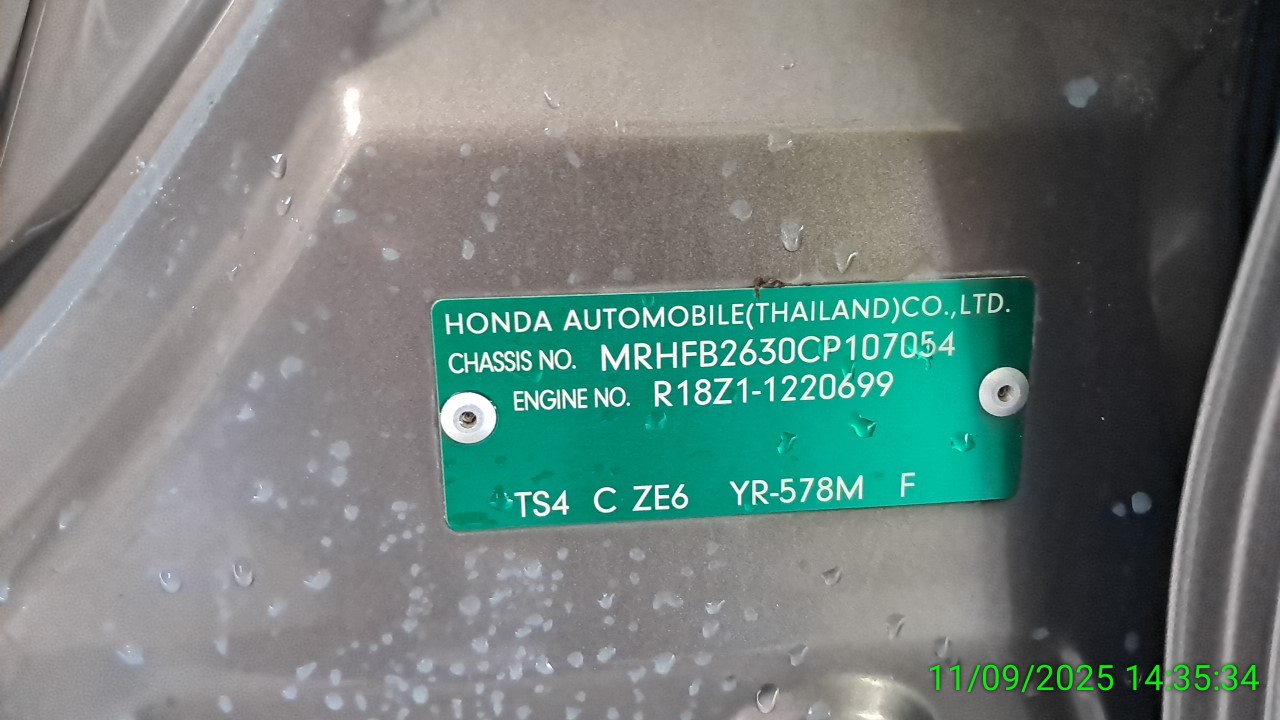 HONDA AUTOMOBILE(THAILAND)CO.,LTD.
CHASSIS NO. MRHFB2630CP107054
ENGINE NO. R18Z1-1220699
TS4 C ZE6 YR-578M F
11/09/2025 14:35:34